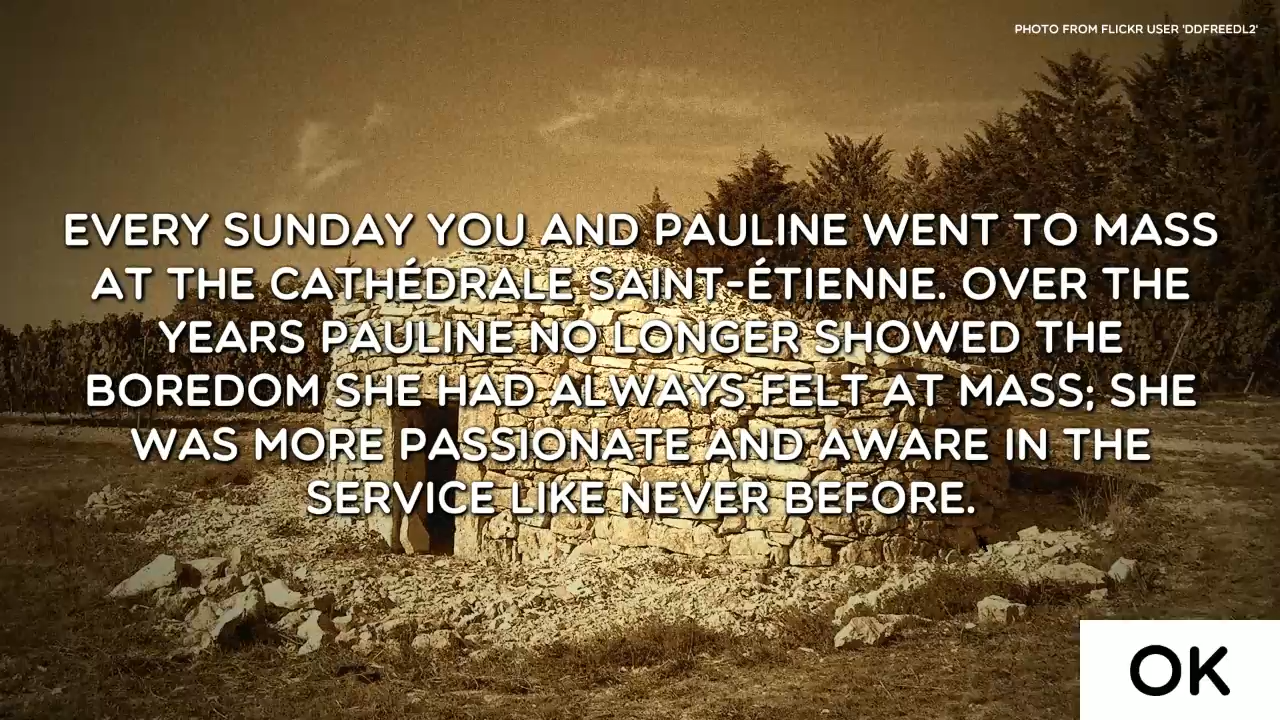 PHOTO FROM FLICKR USER 'DDFREEDL2'
EVERY SUNDAY YOU AND PAULINE WENT TO MASS
AT THE CATHÉDRALE SAINT-ÉTIENNE. OVER THE
YEARS PAULINE NO LONGER SHOWED THE
BOREDOM SHE HAD ALWAYS FELT AT MASS; SHE
WAS MORE PASSIONATE AND AWARE IN THE
SERVICE LIKE NEVER BEFORE.
OK